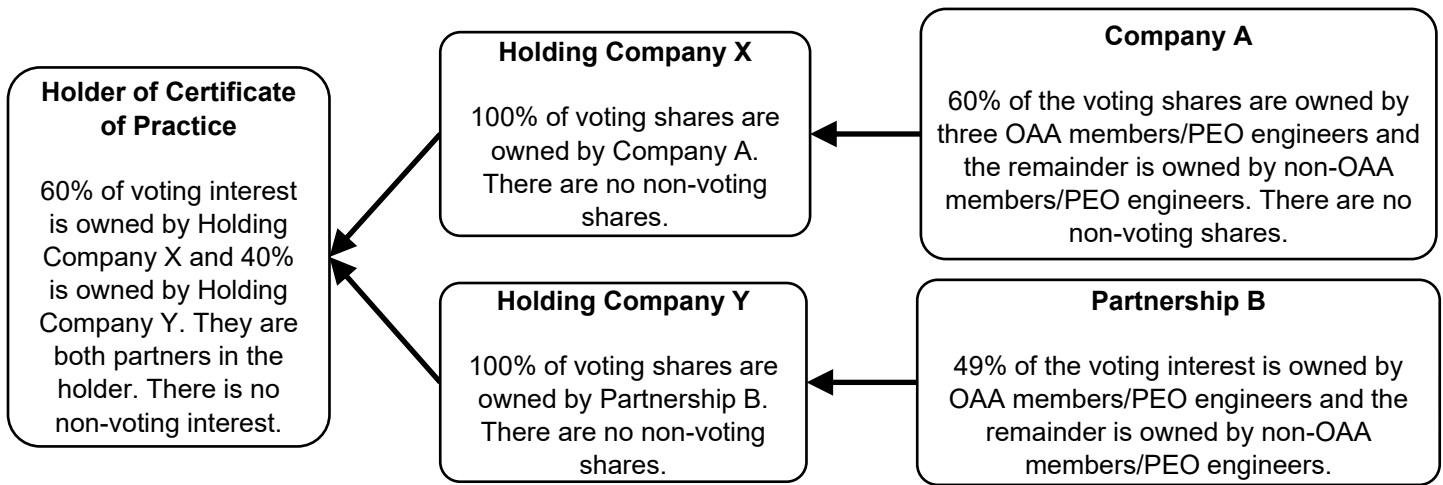 Holder of Certificate
of Practice
60% of voting interest
is owned by Holding
Company X and 40%
is owned by Holding
Company Y. They are
both partners in the
holder. There is no
non-voting interest.
Holding Company X
100% of voting shares are
owned by Company A.
There are no non-voting
shares.
Company A
60% of the voting shares are owned by
three OAA members/PEO engineers and
the remainder is owned by non-OAA
members/PEO engineers. There are no
non-voting shares.
Holding Company Y
100% of voting shares are
owned by Partnership B.
There are no non-voting
shares.
Partnership B
49% of the voting interest is owned by
OAA members/PEO engineers and the
remainder is owned by non-OAA
members/PEO engineers.